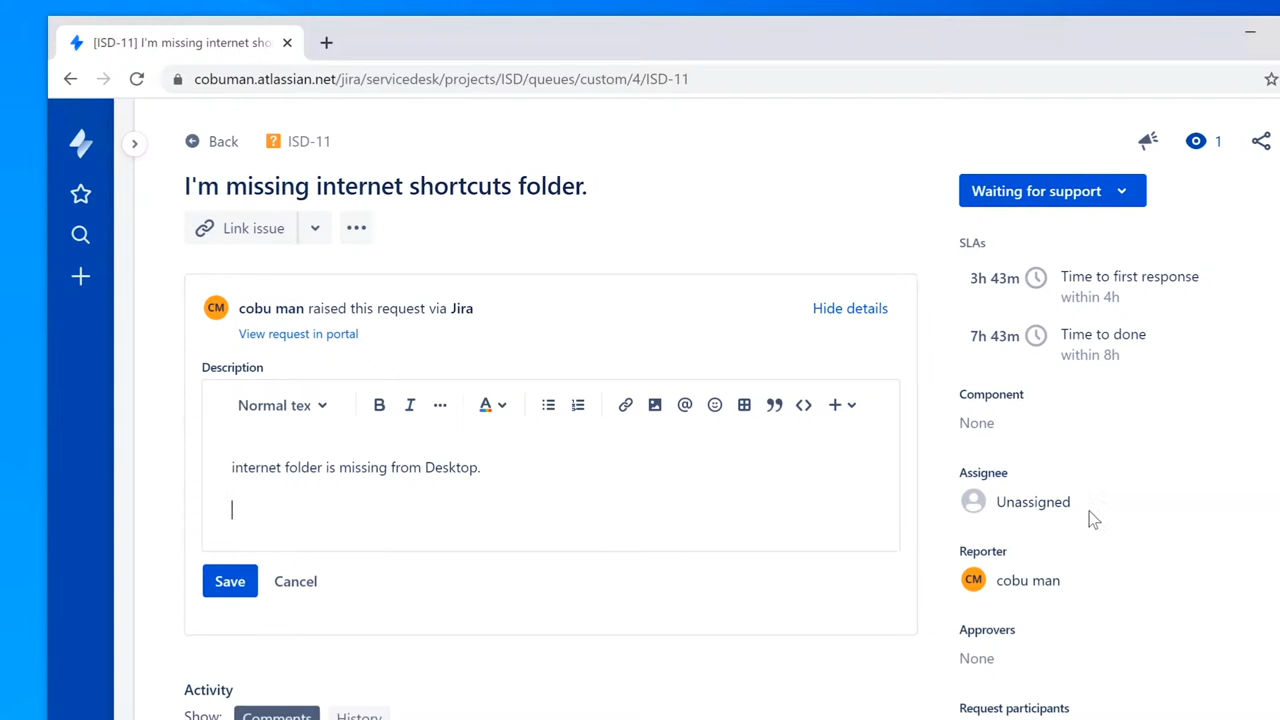 [ISD-11] I'm missing internet sho
cobuman.atlassian.net/jira/servicedesk/projects/ISD/queues/custom/4/ISD-11
Back
ISD-11
1
I'm missing internet shortcuts folder.
Waiting for support
Link issue
SLAs
3h 43m Time to first response
within 4h
CM cobu man raised this request via Jira
Hide details
View request in portal
7h 43m Time to done
within 8h
Description
Component
None
Normal tex B I A
internet folder is missing from Desktop.
Assignee
Unassigned
Reporter
CM cobu man
Save Cancel
Approvers
None
Activity
Request participants
Show: Comments History